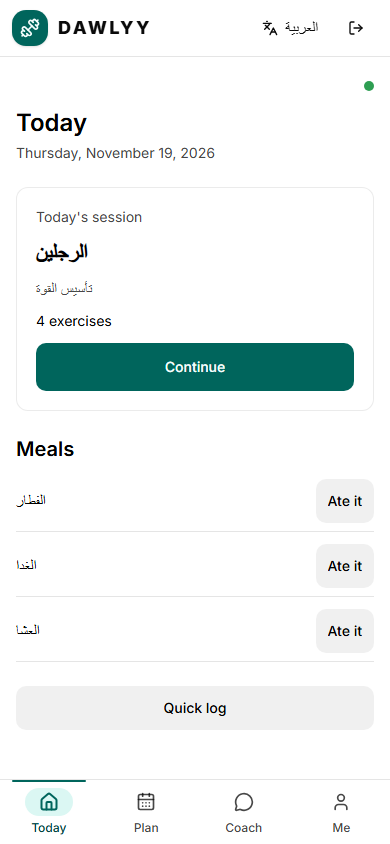 DAWLYY
العربية
Today
Thursday, November 19, 2026
Today's session
الرجلين
تأسيس القوة
4 exercises
Continue
Meals
الفطار
Ate it
الغدا
Ate it
العشا
Ate it
Quick log
Today
Plan
Coach
Me